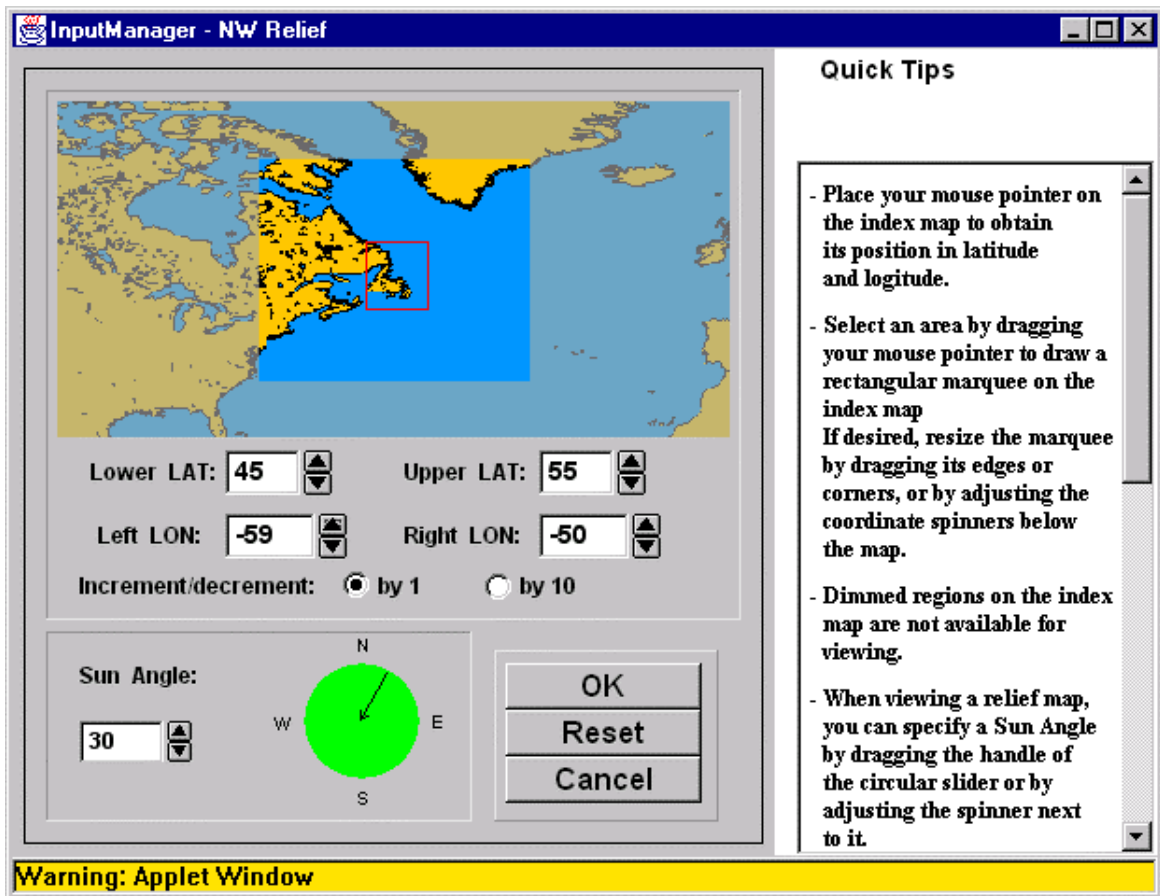 InputManager - NW Relief
Lower LAT: 45
Upper LAT: 55
Left LON: -59
Right LON: -50
Increment/decrement: by 1 by 10
Sun Angle:
30
N
W
E
S
OK
Reset
Cancel
Quick Tips
- Place your mouse pointer on
the index map to obtain
its position in latitude
and logitude.
- Select an area by dragging
your mouse pointer to draw a
rectangular marquee on the
index map
If desired, resize the marquee
by dragging its edges or
corners, or by adjusting the
coordinate spinners below
the map.
- Dimmed regions on the index
map are not available for
viewing.
- When viewing a relief map,
you can specify a Sun Angle
by dragging the handle of
the circular slider or by
adjusting the spinner next
to it.
Warning: Applet Window